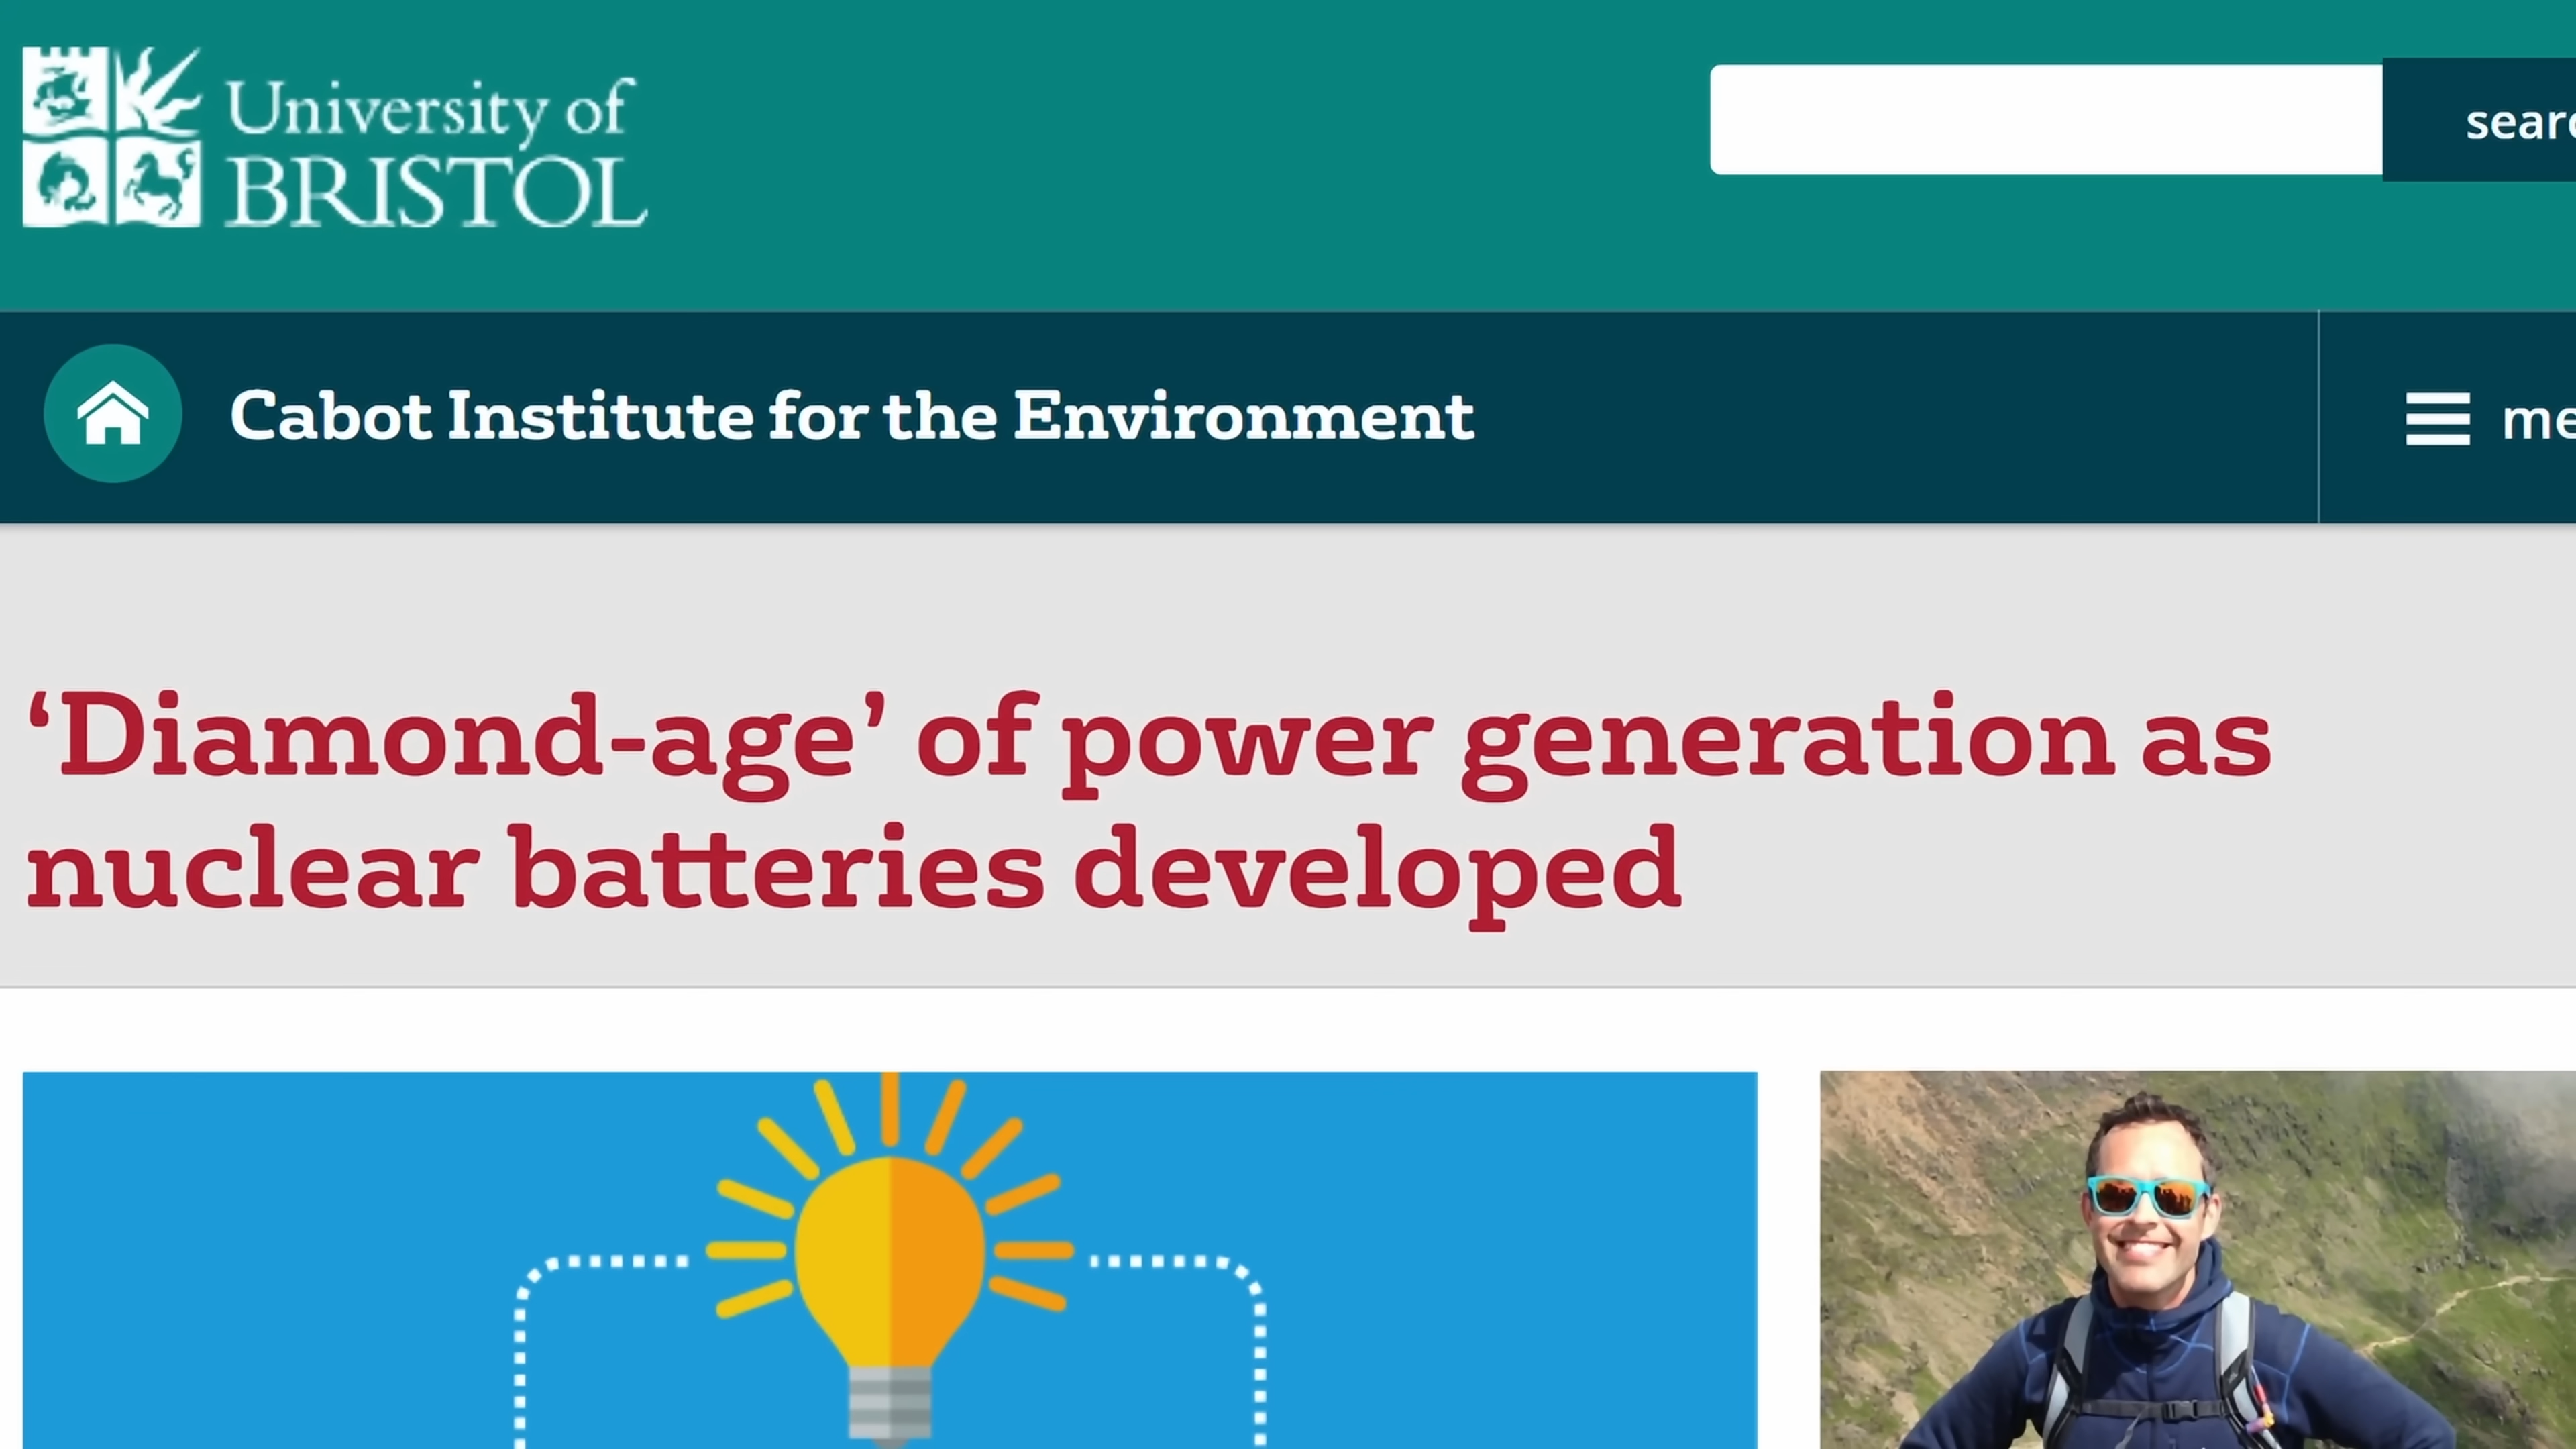 University of
BRISTOL
Cabot Institute for the Environment
‘Diamond-age’ of power generation as
nuclear batteries developed